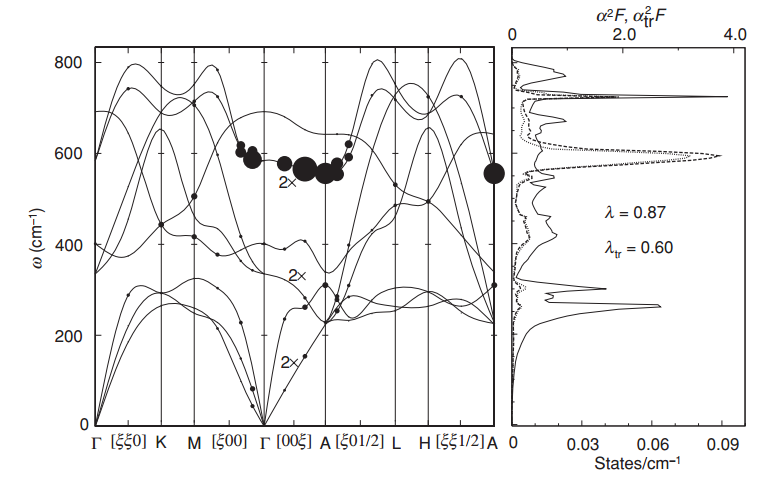 α²F, α²trF
0 2.0 4.0
800
600
400
200
0
ω (cm⁻¹)
2×
2×
2×
λ = 0.87
λtr = 0.60
Γ [ξξ0] K M [ξ00] Γ [00ξ] A [ξ01/2] L H [ξξ1/2] A
0 0.03 0.06 0.09
States/cm⁻¹